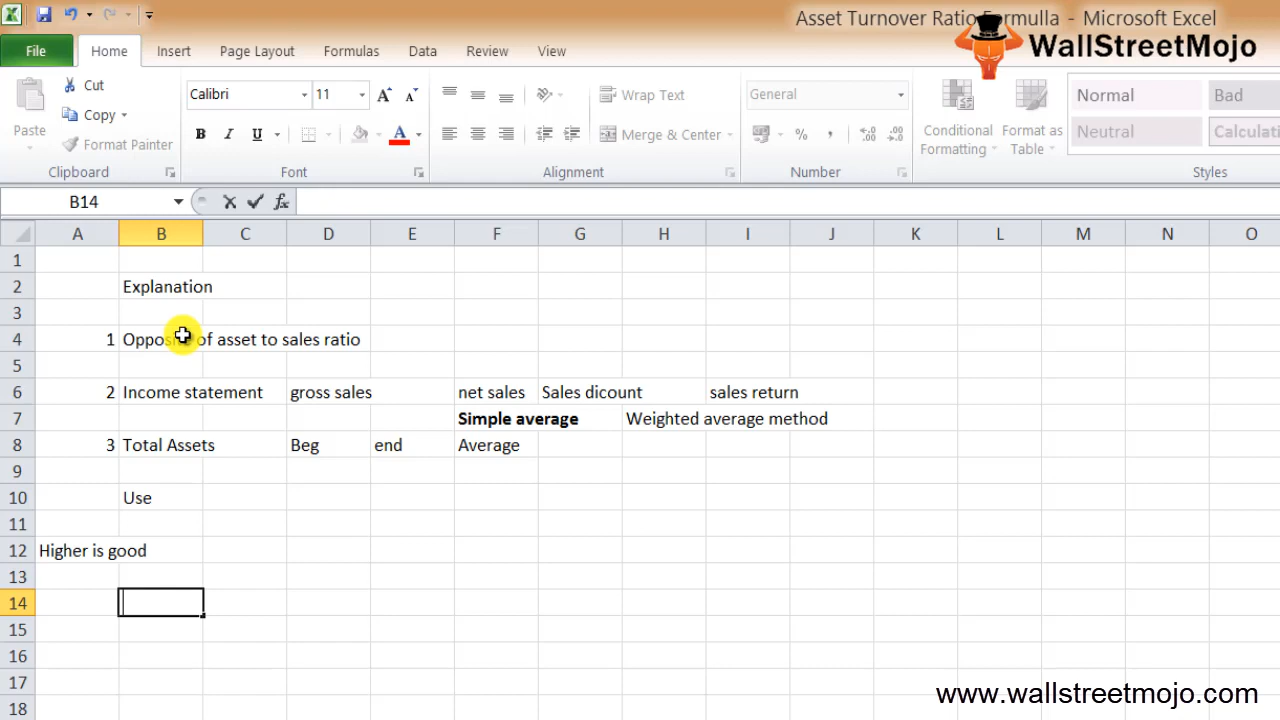 Asset Turnover Ratio Formulla - Microsoft Excel
WallStreetMojo
File Home Insert Page Layout Formulas Data Review View
Paste
Cut
Copy
Format Painter
Calibri 11 A A
B I U A
Wrap Text
Merge & Center
General
% ,
Conditional Formatting
Format as Table
Normal Bad
Neutral
Clipboard Font Alignment Number Styles
B14 fx
A B C D E F G H I J K L M N O
1
2 Explanation
3
4 1 of asset to sales ratio
5
6 2 Income statement gross sales net sales Sales dicount sales return
7 Simple average Weighted average method
8 3 Total Assets Beg end Average
9
10 Use
11
12 Higher is good
13
14
15
16
17
18
www.wallstreetmojo.com